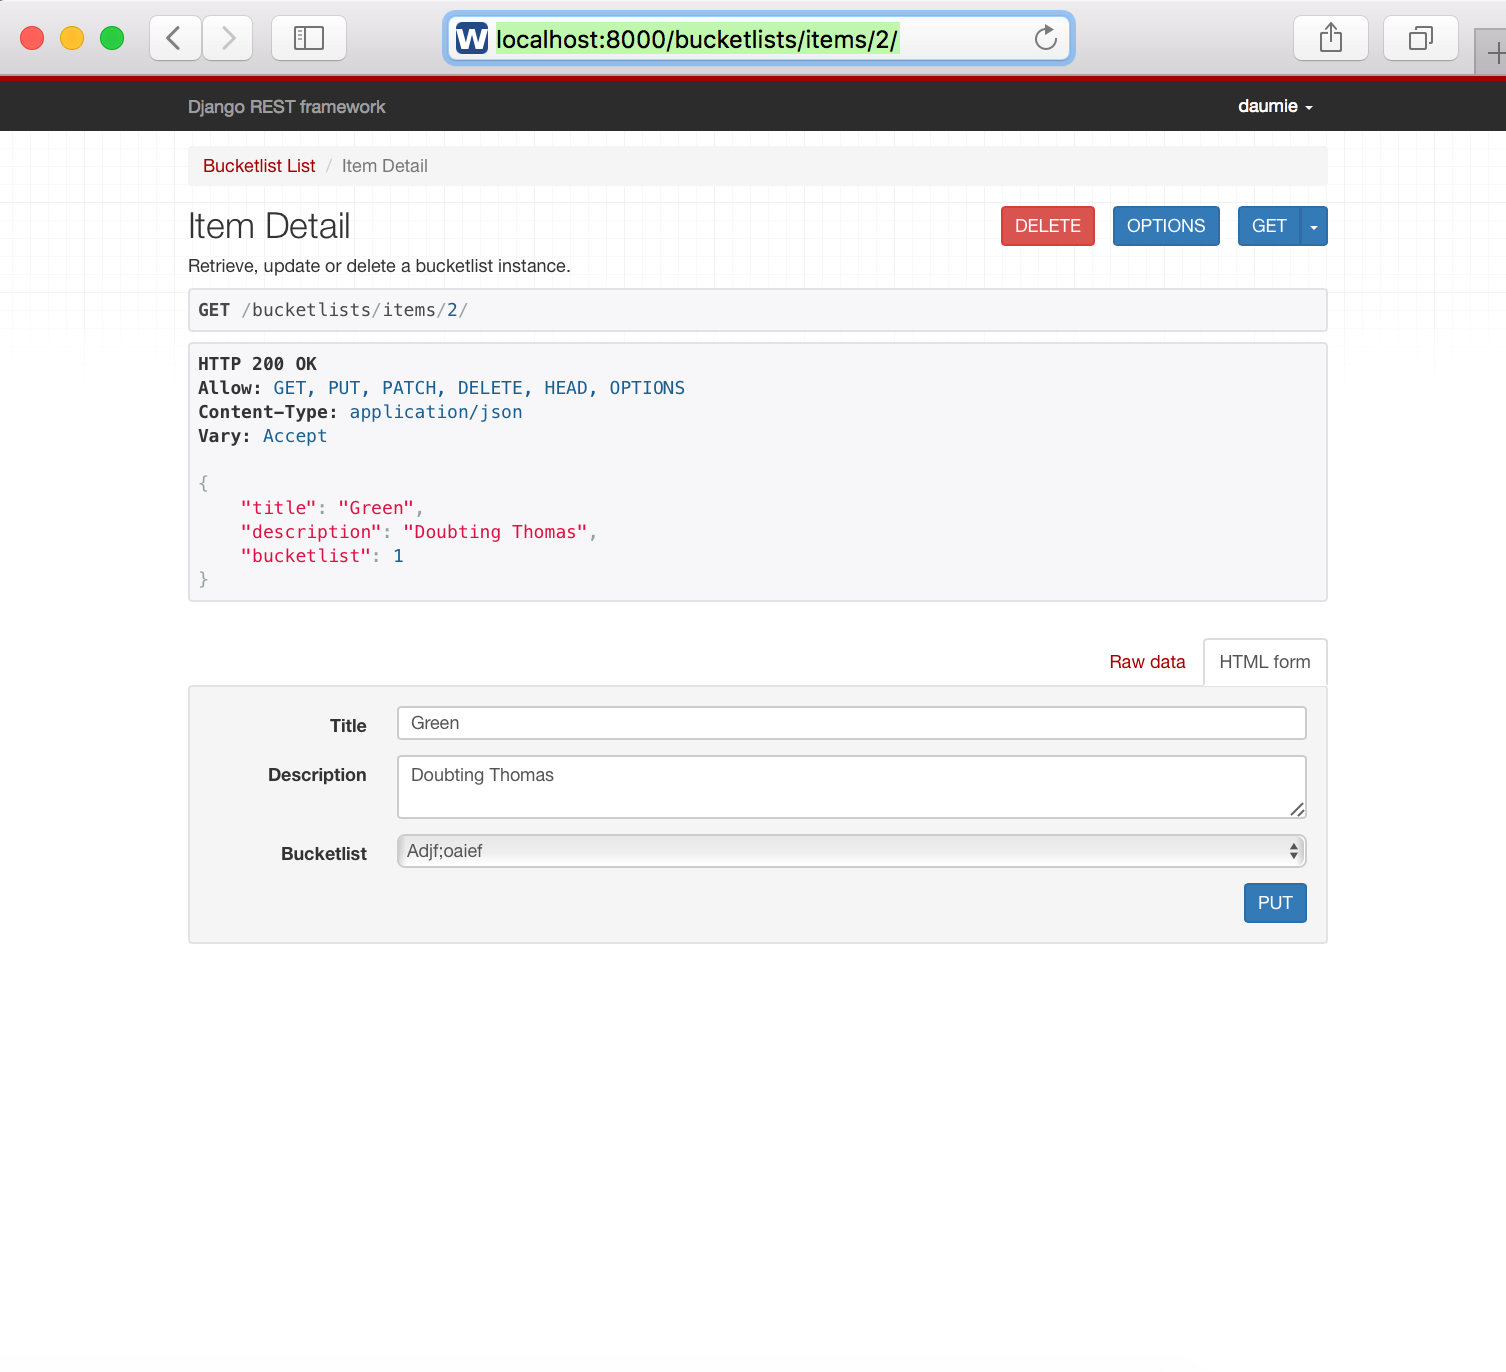 W localhost:8000/bucketlists/items/2/
Django REST framework daumie
Bucketlist List / Item Detail
Item Detail DELETE OPTIONS GET
Retrieve, update or delete a bucketlist instance.
GET /bucketlists/items/2/
HTTP 200 OK
Allow: GET, PUT, PATCH, DELETE, HEAD, OPTIONS
Content-Type: application/json
Vary: Accept
{
    "title": "Green",
    "description": "Doubting Thomas",
    "bucketlist": 1
}
Raw data HTML form
Title Green
Description Doubting Thomas
Bucketlist Adjf;oaief
PUT